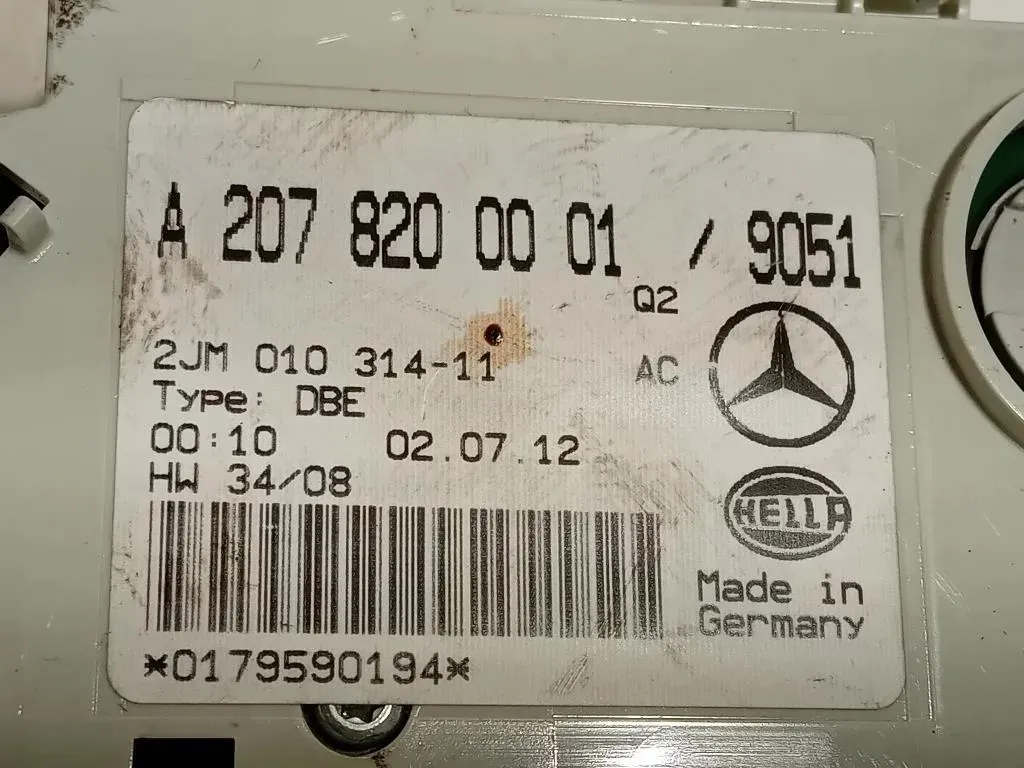 A 207 820 00 01 / 9051
Q2
2JM 010 314-11
AC
Type: DBE
00:10 02.07.12
HW 34/08
HELLA
Made in
Germany
*0179590194*